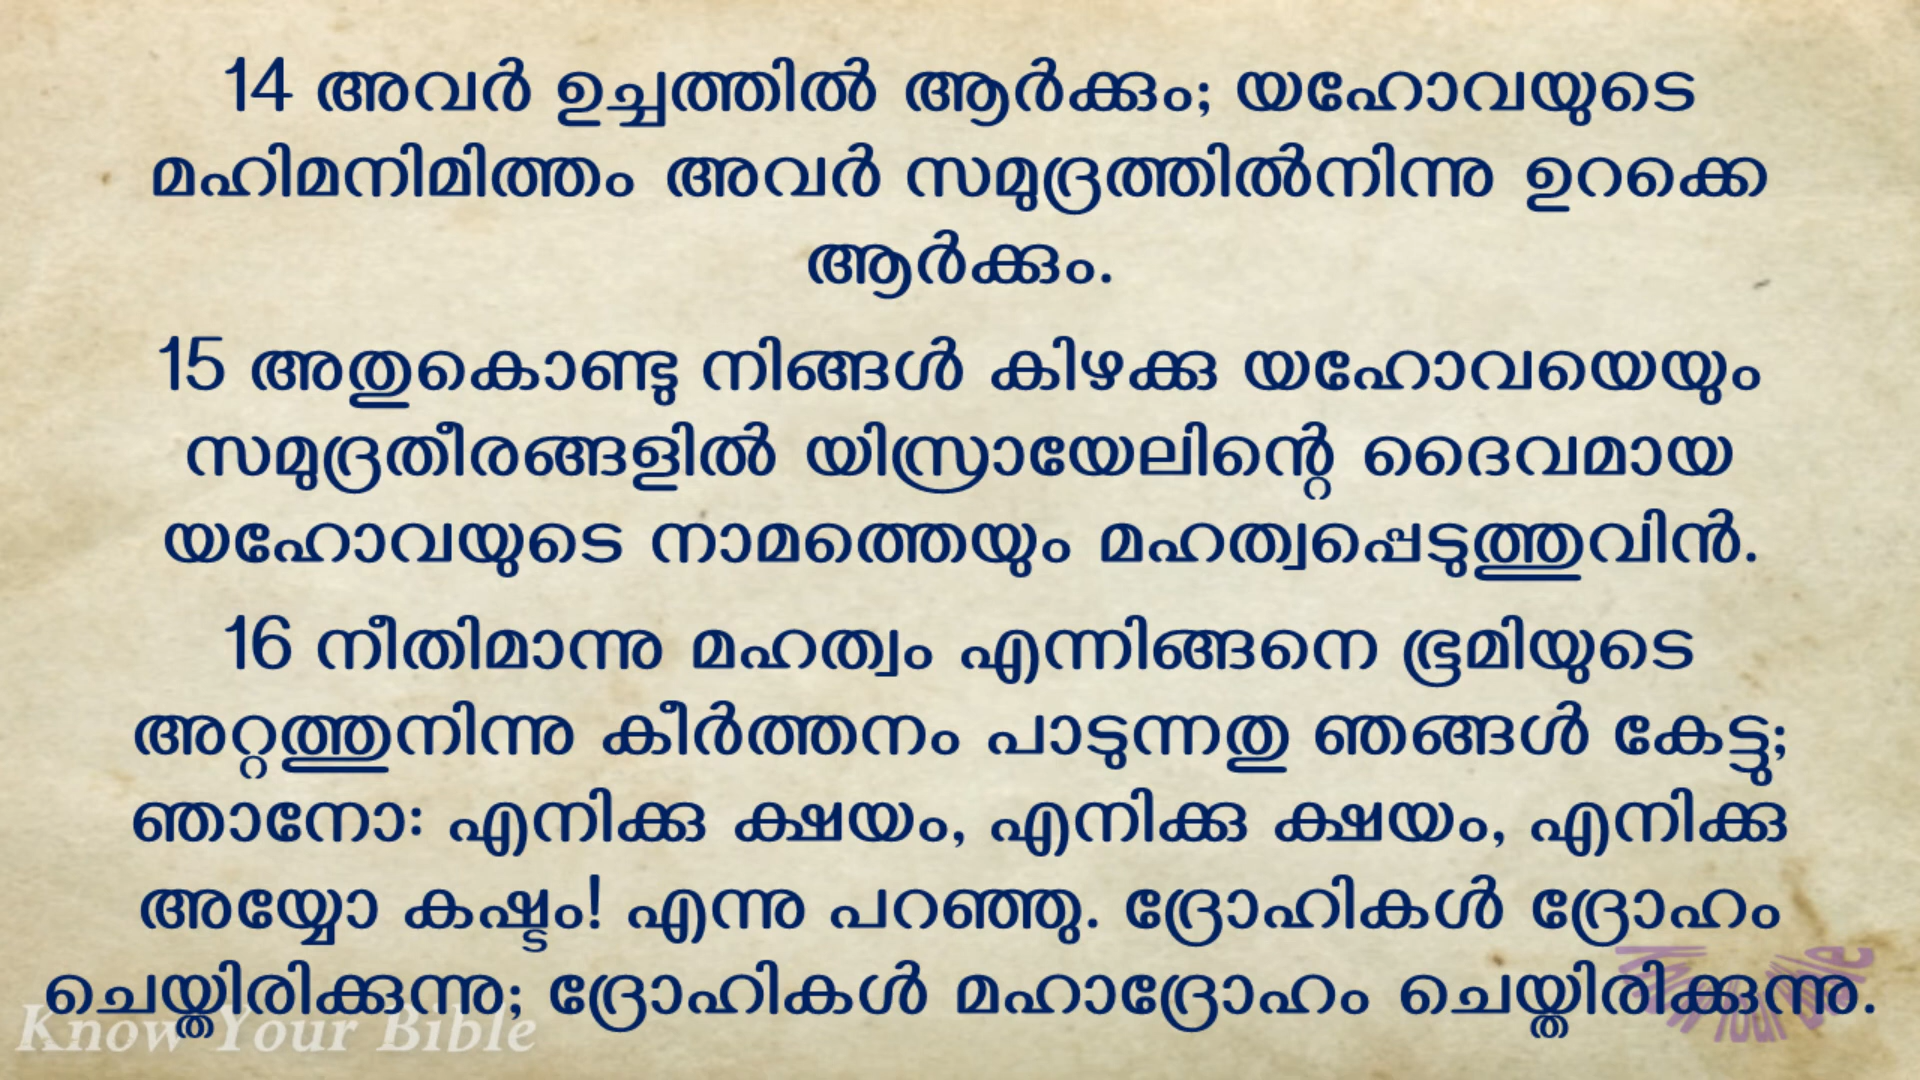 14 അവർ ഉച്ചത്തിൽ ആർക്കും; യഹോവയുടെ
മഹിമനിമിത്തം അവർ സമുദ്രത്തിൽനിന്നു ഉറക്കെ
ആർക്കും.
15 അതുകൊണ്ടു നിങ്ങൾ കിഴക്കു യഹോവയെയും
സമുദ്രതീരങ്ങളിൽ യിസ്രായേലിന്റെ ദൈവമായ
യഹോവയുടെ നാമത്തെയും മഹത്വപ്പെടുത്തുവിൻ.
16 നീതിമാന്നു മഹത്വം എന്നിങ്ങനെ ഭൂമിയുടെ
അറ്റത്തുനിന്നു കീർത്തനം പാടുന്നതു ഞങ്ങൾ കേട്ടു;
ഞാനോ: എനിക്കു ക്ഷയം, എനിക്കു ക്ഷയം, എനിക്കു
അയ്യോ കഷ്ടം! എന്നു പറഞ്ഞു. ദ്രോഹികൾ ദ്രോഹം
ചെയ്തിരിക്കുന്നു; ദ്രോഹികൾ മഹാദ്രോഹം ചെയ്തിരിക്കുന്നു.
Know Your Bible